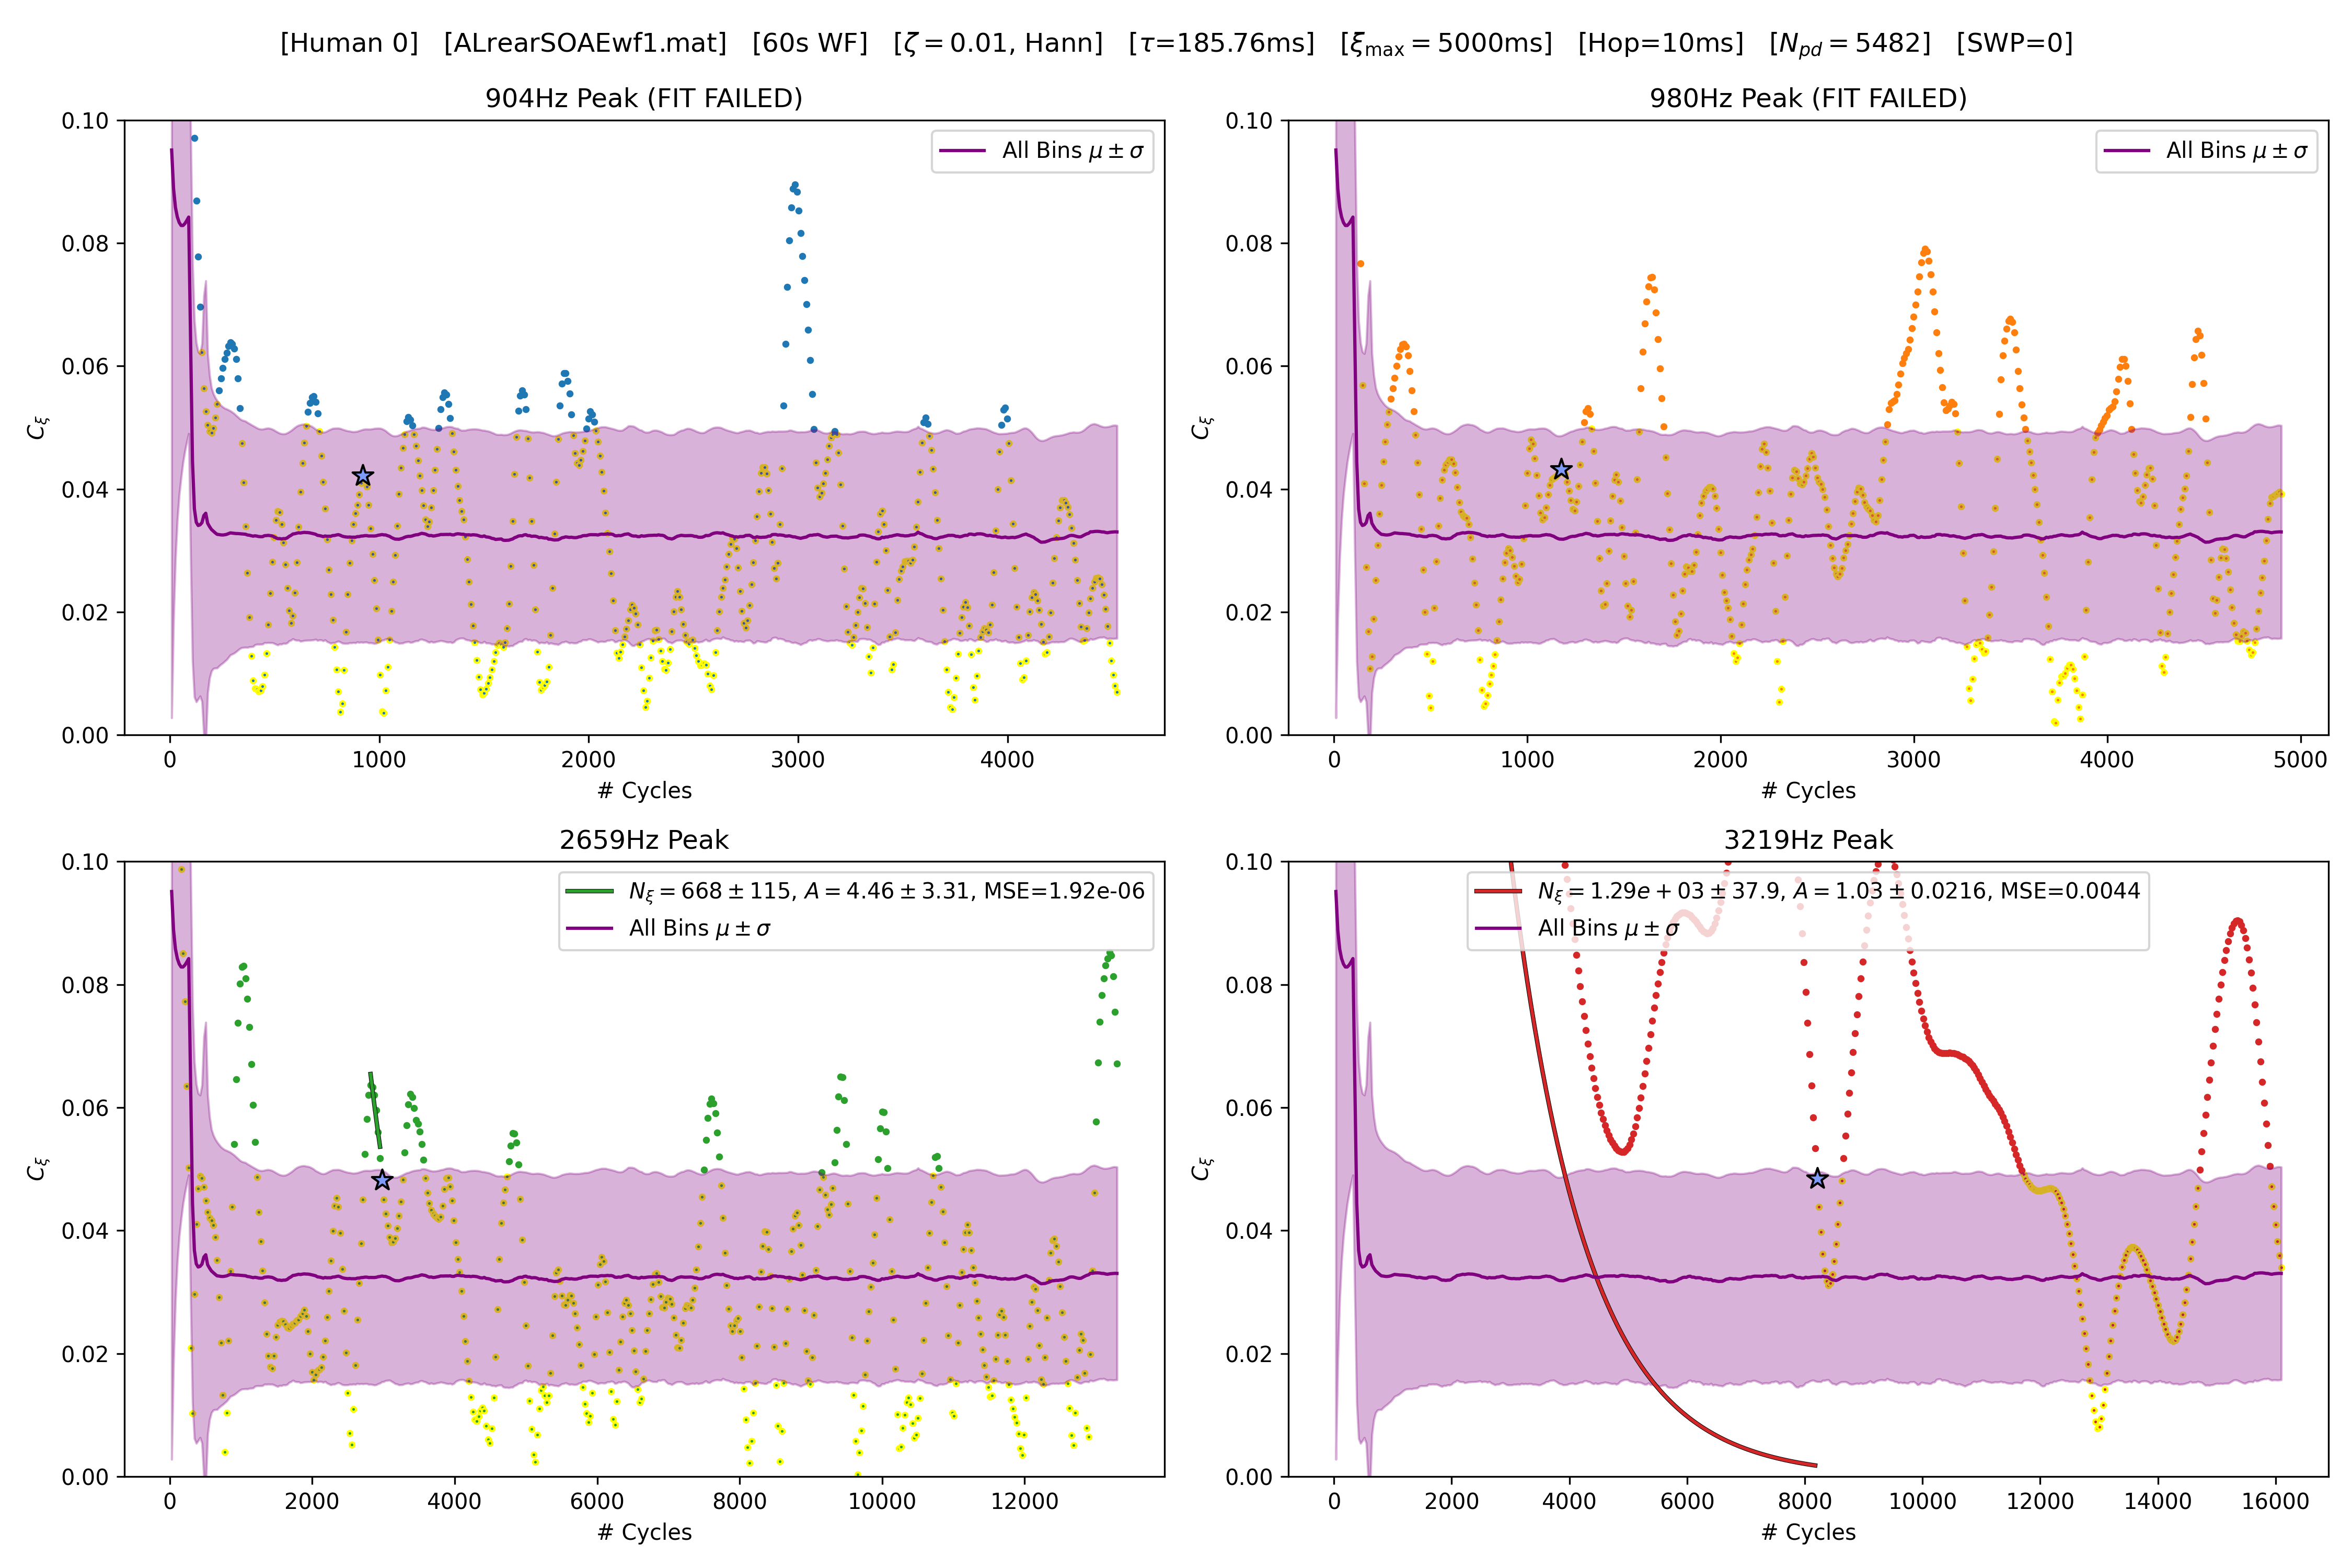 [Human 0] [ALrearSOAEwf1.mat] [60s WF] [ζ = 0.01, Hann] [τ=185.76ms] [ξmax = 5000ms] [Hop=10ms] [Npd = 5482] [SWP=0]
904Hz Peak (FIT FAILED)
0.10
0.08
0.06
0.04
0.02
0.00
Cξ
All Bins μ ± σ
0 1000 2000 3000 4000
# Cycles
980Hz Peak (FIT FAILED)
0.10
0.08
0.06
0.04
0.02
0.00
Cξ
All Bins μ ± σ
0 1000 2000 3000 4000 5000
# Cycles
2659Hz Peak
0.10
0.08
0.06
0.04
0.02
0.00
Cξ
Nξ = 668 ± 115, A = 4.46 ± 3.31, MSE=1.92e-06
All Bins μ ± σ
0 2000 4000 6000 8000 10000 12000
# Cycles
3219Hz Peak
0.10
0.08
0.06
0.04
0.02
0.00
Cξ
Nξ = 1.29e + 03 ± 37.9, A = 1.03 ± 0.0216, MSE=0.0044
All Bins μ ± σ
0 2000 4000 6000 8000 10000 12000 14000 16000
# Cycles